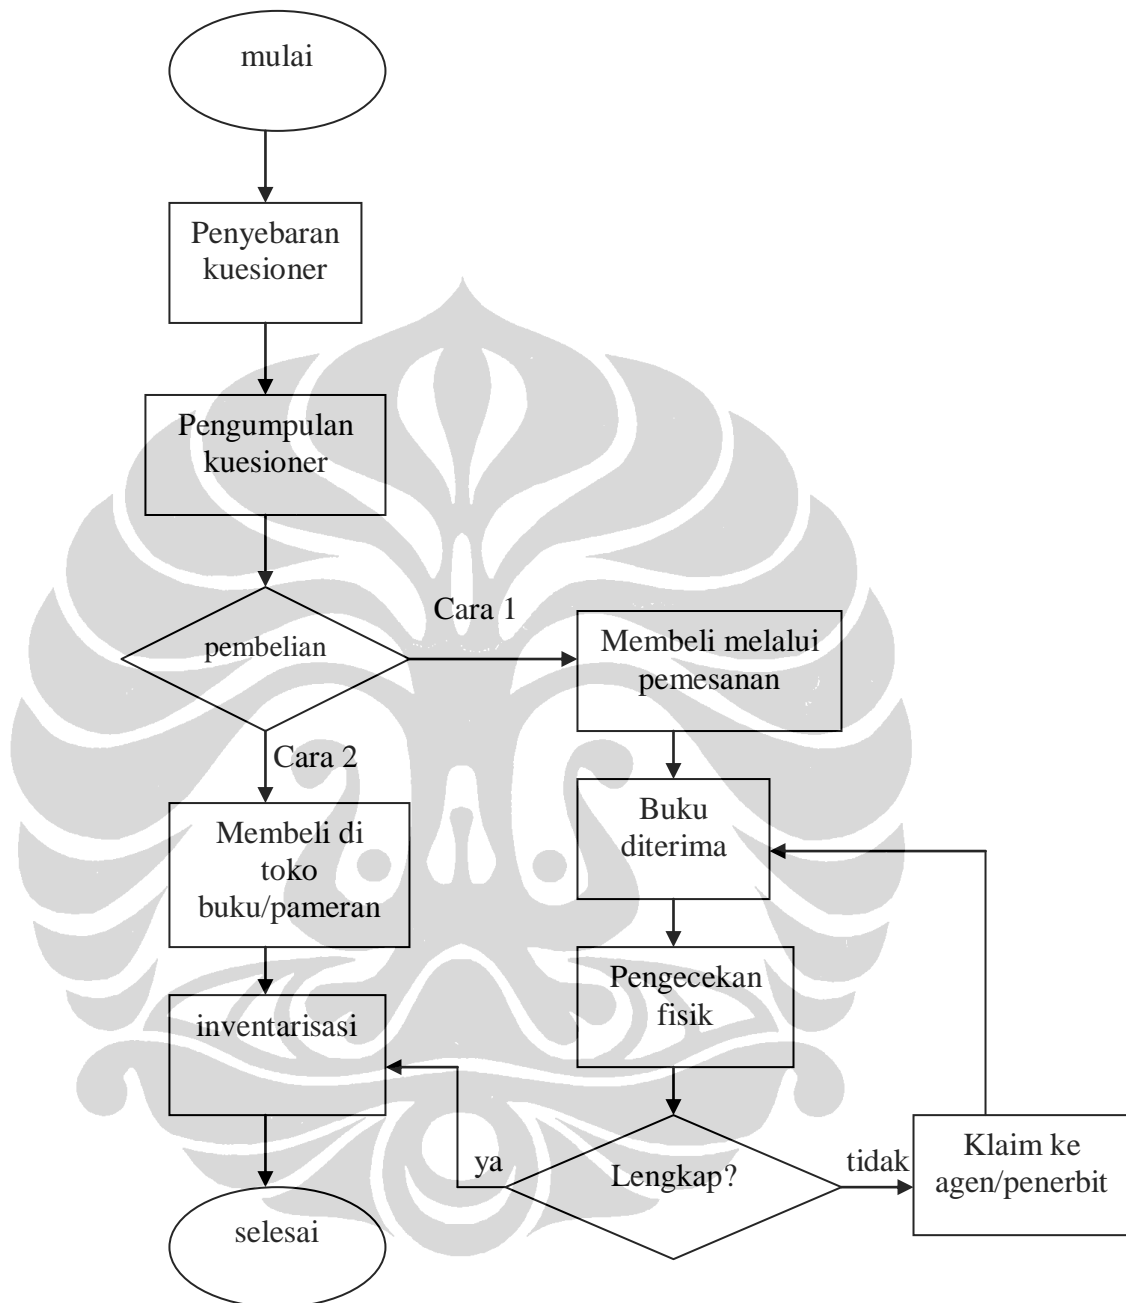 mulai
Penyebaran
kuesioner
Pengumpulan
kuesioner
pembelian
Cara 1
Membeli melalui
pemesanan
Cara 2
Membeli di
toko
buku/pameran
Buku
diterima
Pengecekan
fisik
inventarisasi
Lengkap?
ya
tidak
Klaim ke
agen/penerbit
selesai